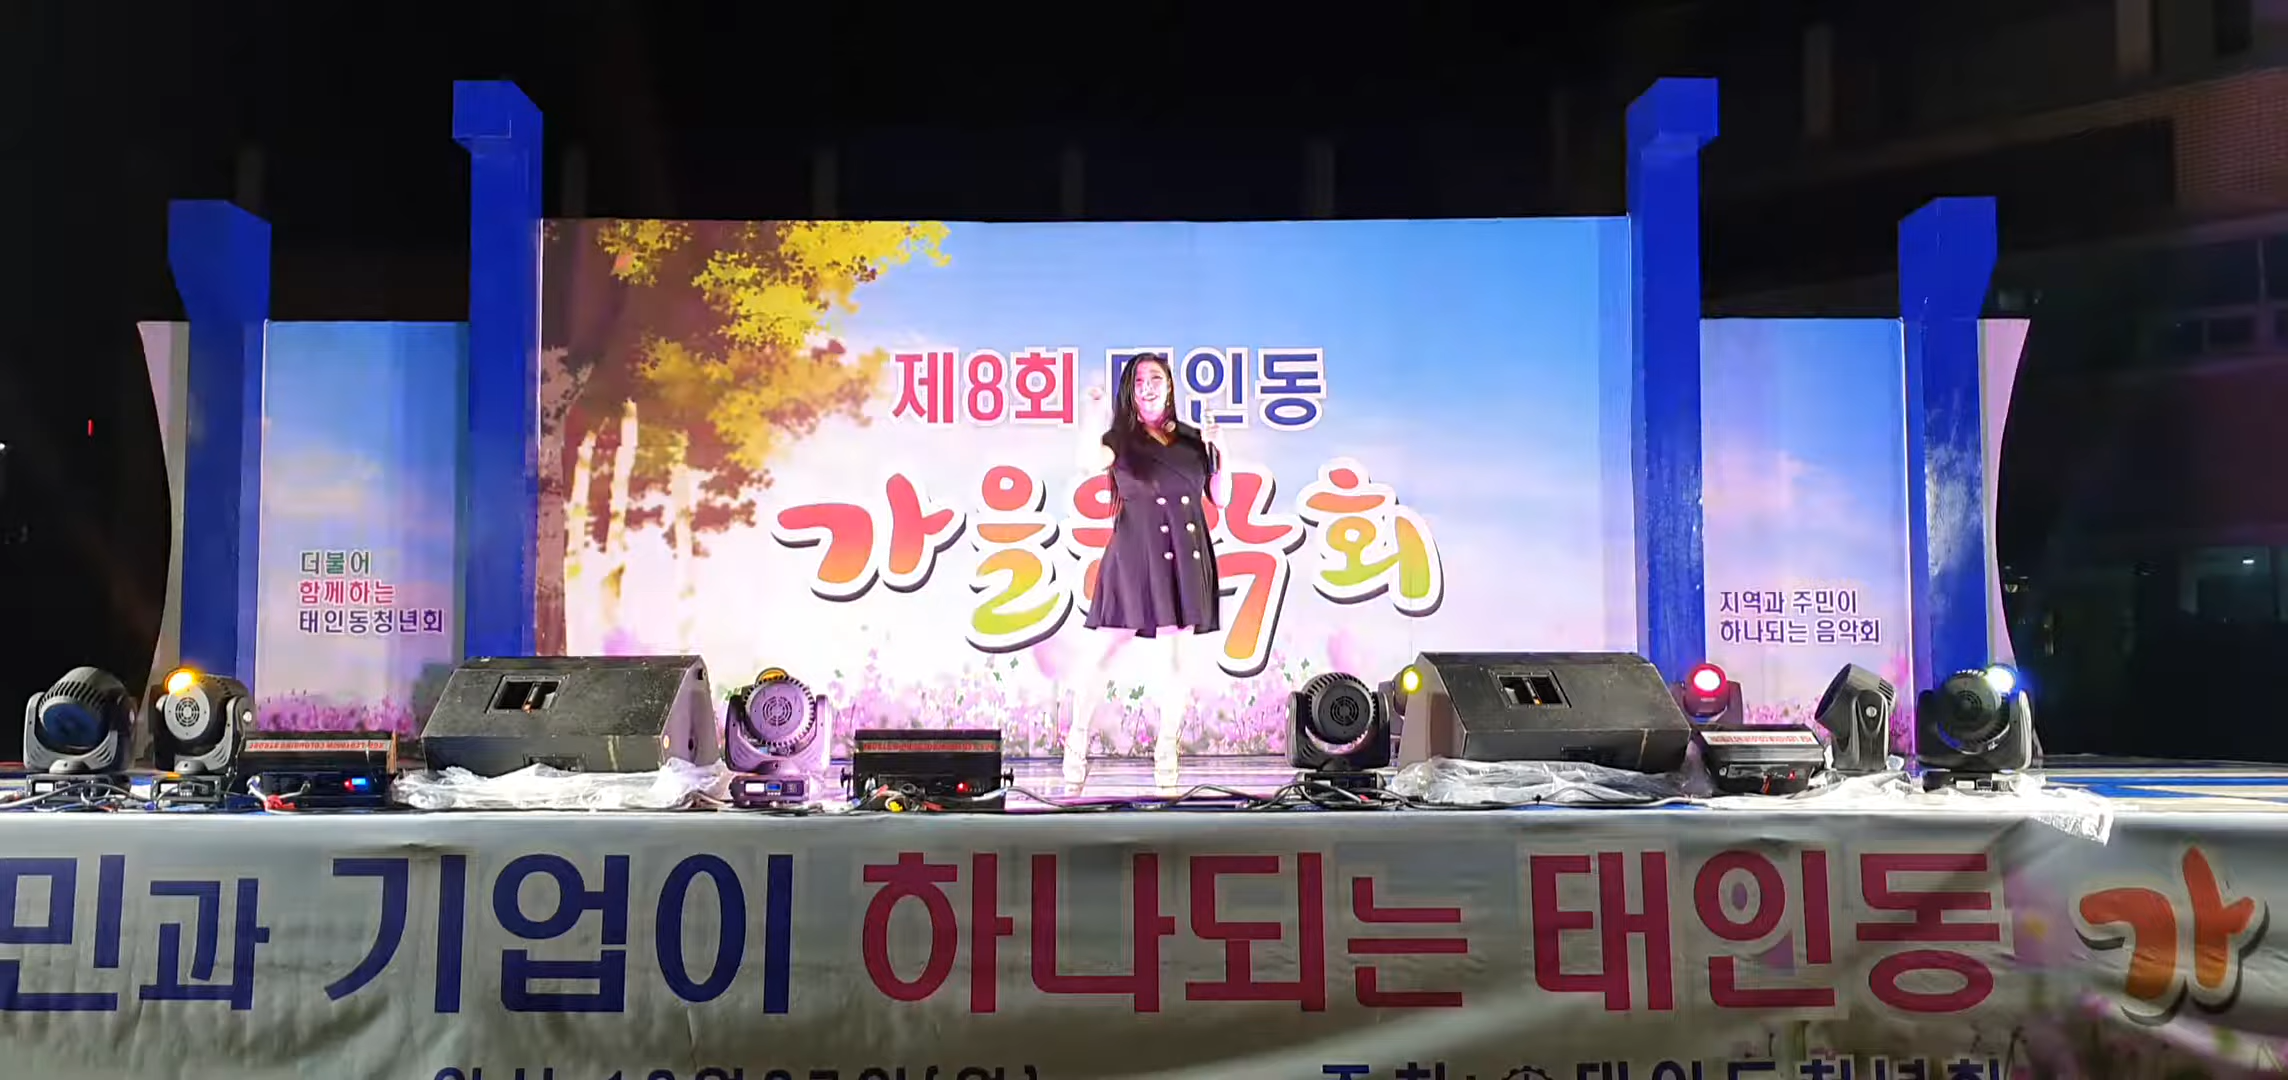 제8회 태인동
가을음악회
더불어
함께하는
태인동청년회
지역과 주민이
하나되는 음악회
민과 기업이 하나되는 태인동 가